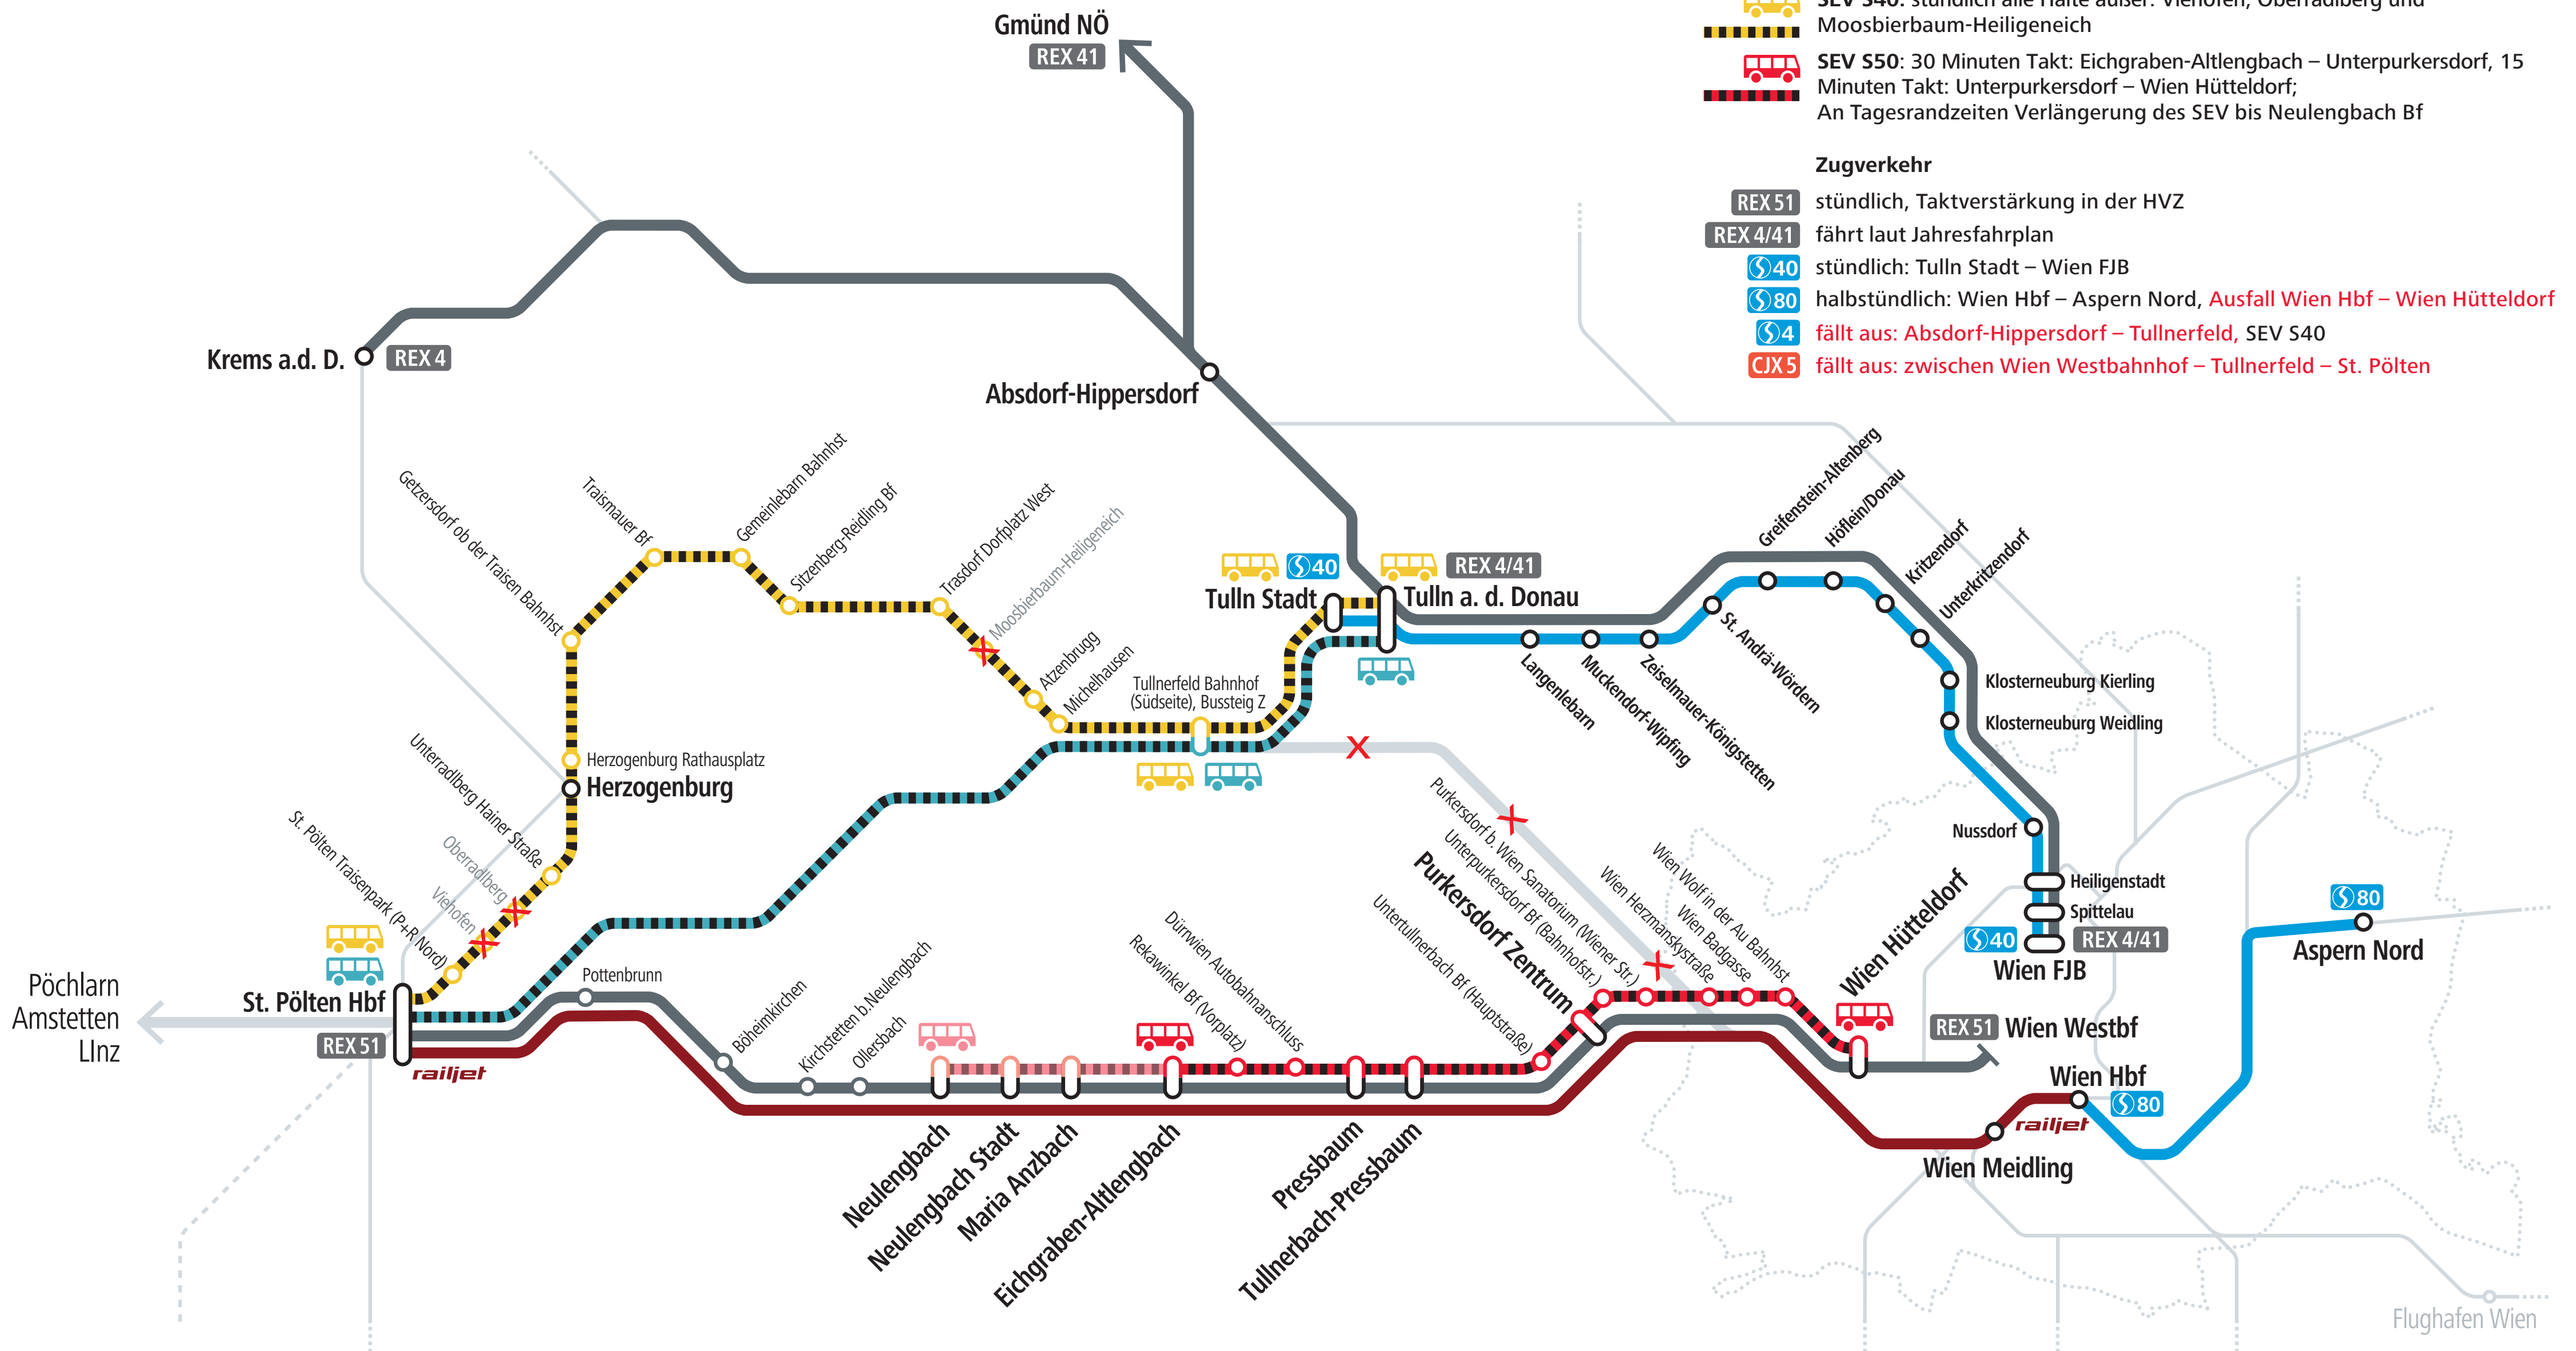 SEV S40: stündlich alle Halte außer: Viehofen, Oberradlberg und
Moosbierbaum-Heiligeneich
SEV S50: 30 Minuten Takt: Eichgraben-Altlengbach – Unterpurkersdorf, 15
Minuten Takt: Unterpurkersdorf – Wien Hütteldorf;
An Tagesrandzeiten Verlängerung des SEV bis Neulengbach Bf
Zugverkehr
REX 51 stündlich, Taktverstärkung in der HVZ
REX 4/41 fährt laut Jahresfahrplan
S 40 stündlich: Tulln Stadt – Wien FJB
S 80 halbstündlich: Wien Hbf – Aspern Nord, Ausfall Wien Hbf – Wien Hütteldorf
S 4 fällt aus: Absdorf-Hippersdorf – Tullnerfeld, SEV S40
CJX 5 fällt aus: zwischen Wien Westbahnhof – Tullnerfeld – St. Pölten
Gmünd NÖ
REX 41
Krems a.d. D.
REX 4
Absdorf-Hippersdorf
Getzersdorf ob der Traisen Bahnhst
Traismauer Bf
Gemeinlebarn Bahnhst
Sitzenberg-Reidling Bf
Trasdorf Dorfplatz West
Moosbierbaum-Heiligeneich
Atzenbrugg
Michelhausen
Tullnerfeld Bahnhof
(Südseite), Bussteig Z
S 40
Tulln Stadt
REX 4/41
Tulln a. d. Donau
Langenlebarn
Muckendorf-Wipfing
Zeiselmauer-Königstetten
St. Andrä-Wördern
Greifenstein-Altenberg
Höflein/Donau
Kritzendorf
Unterkritzendorf
Klosterneuburg Kierling
Klosterneuburg Weidling
Nussdorf
Heiligenstadt
Spittelau
S 40
REX 4/41
Wien FJB
Herzogenburg Rathausplatz
Herzogenburg
Unterradlberg Hainer Straße
Oberradlberg
Viehofen
St. Pölten Traisenpark (P+R Nord)
Pöchlarn
Amstetten
LInz
St. Pölten Hbf
REX 51
railjet
Pottenbrunn
Böheimkirchen
Kirchstetten b.Neulengbach
Ollersbach
Neulengbach
Neulengbach Stadt
Maria Anzbach
Eichgraben-Altlengbach
Rekawinkel Bf (Vorplatz)
Dürrwien Autobahnanschluss
Pressbaum
Tullnerbach-Pressbaum
Untertullnerbach Bf (Hauptstraße)
Purkersdorf Zentrum
Unterpurkersdorf Bf (Bahnhofstr.)
Purkersdorf b. Wien Sanatorium (Wiener Str.)
Wien Herzmanskystraße
Wien Badgasse
Wien Wolf in der Au Bahnhst
Wien Hütteldorf
REX 51
Wien Westbf
Wien Hbf
S 80
railjet
Wien Meidling
S 80
Aspern Nord
Flughafen Wien